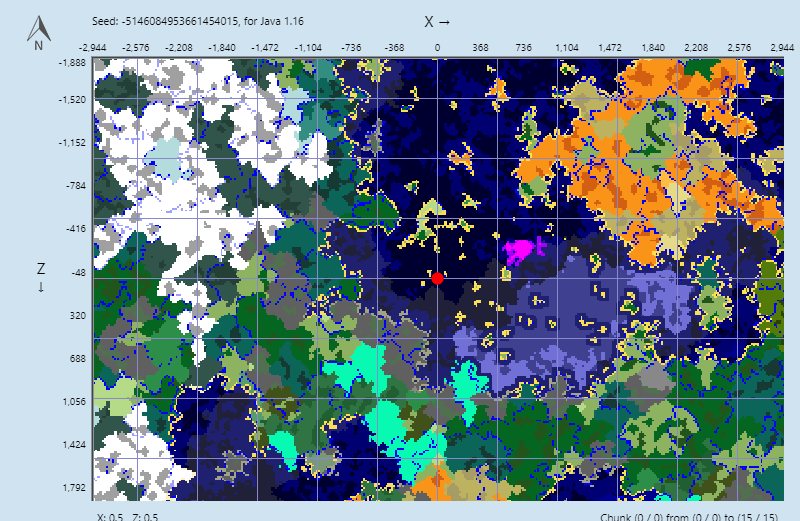 Seed: -5146084953661454015, for Java 1.16
X →
N
-2,944 -2,576 -2,208 -1,840 -1,472 -1,104 -736 -368 0 368 736 1,104 1,472 1,840 2,208 2,576 2,944
-1.888
-1,520
-1,152
-784
-416
Z
↓
-48
320
688
1,056
1,424
1,792
X: 0.5 Z: 0.5
Chunk (0 / 0) from (0 / 0) to (15 / 15)